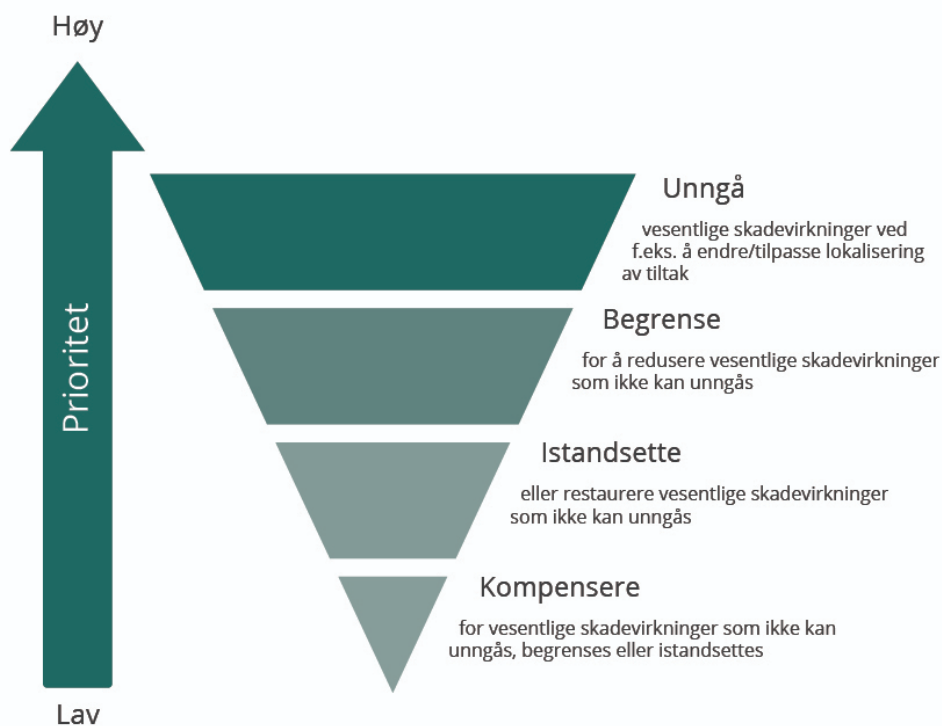 Høy
Prioritet
Unngå
vesentlige skadevirkninger ved
f.eks. å endre/tilpasse lokalisering
av tiltak
Begrense
for å redusere vesentlige skadevirkninger
som ikke kan unngås
Istandsette
eller restaurere vesentlige skadevirkninger
som ikke kan unngås
Kompensere
for vesentlige skadevirkninger som ikke kan
unngås, begrenses eller istandsettes
Lav